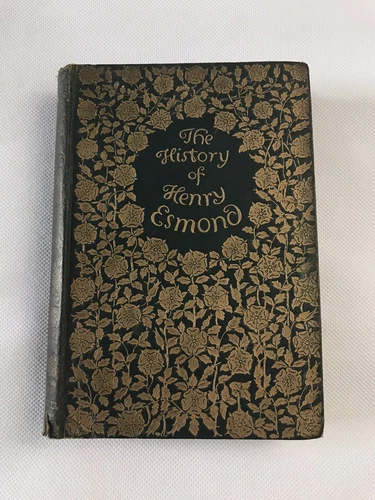 The
History
of
Henry
Esmond